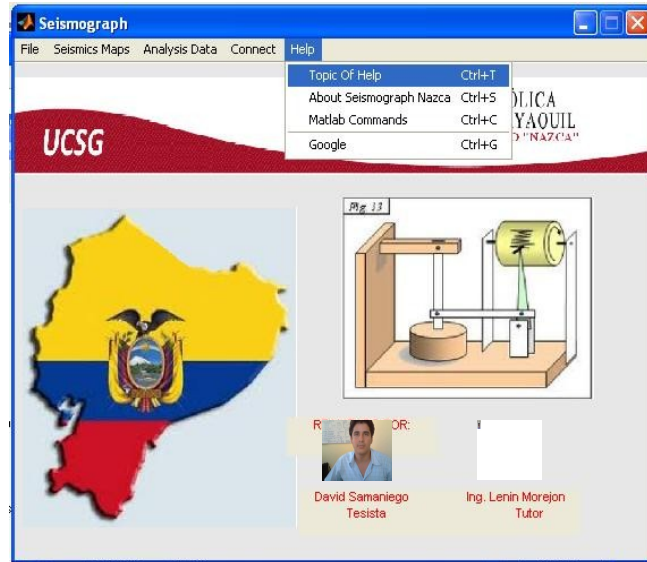 Seismograph
File Seismics Maps Analysis Data Connect Help
Topic Of Help Ctrl+T
About Seismograph Nazca Ctrl+S
Matlab Commands Ctrl+C
Google Ctrl+G
ÓLICA
YAQUIL
"NAZCA"
UCSG
Fig 13
OR:
David Samaniego
Tesista
Ing. Lenin Morejon
Tutor